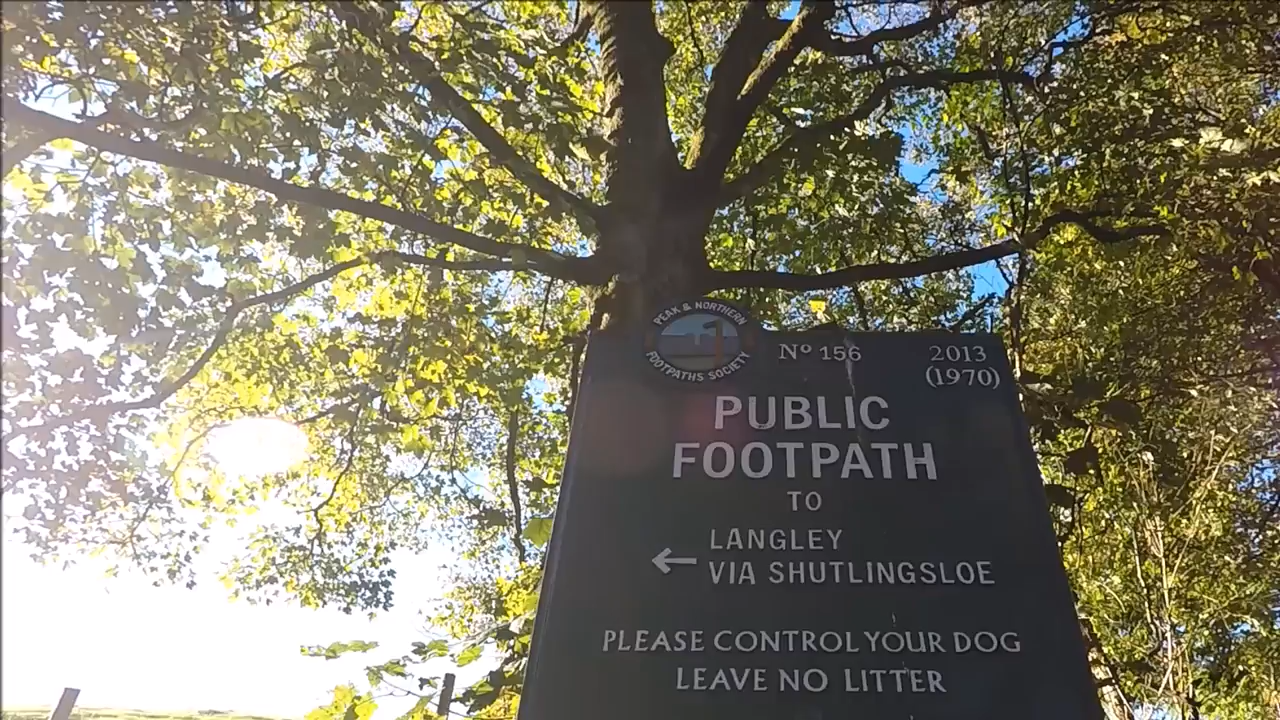 PEAK & NORTHERN
FOOTPATHS SOCIETY
Nº 156
2013
(1970)
PUBLIC
FOOTPATH
TO
LANGLEY
← VIA SHUTLINGSLOE
PLEASE CONTROL YOUR DOG
LEAVE NO LITTER